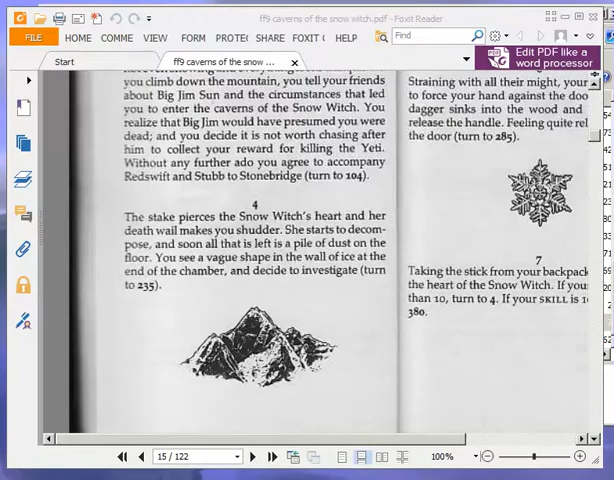 ff9 caverns of the snow witch.pdf - Foxit Reader
FILE HOME COMME VIEW FORM PROTE SHARE FOXIT C HELP Find
Edit PDF like a
word processor
Start ff9 caverns of the snow ...
you climb down the mountain, you tell your friends
about Big Jim Sun and the circumstances that led
you to enter the caverns of the Snow Witch. You
realize that Big Jim would have presumed you were
dead; and you decide it is not worth chasing after
him to collect your reward for killing the Yeti.
Without any further ado you agree to accompany
Redswift and Stubb to Stonebridge (turn to 104).
4
The stake pierces the Snow Witch's heart and her
death wail makes you shudder. She starts to decom-
pose, and soon all that is left is a pile of dust on the
floor. You see a vague shape in the wall of ice at the
end of the chamber, and decide to investigate (turn
to 235).
Straining with all their might, your
to force your hand against the doo
dagger sinks into the wood and
release the handle. Feeling quite rel
the door (turn to 285).
7
Taking the stick from your backpack
the heart of the Snow Witch. If you
than 10, turn to 4. If your SKILL is 1
380.
15 / 122
100%